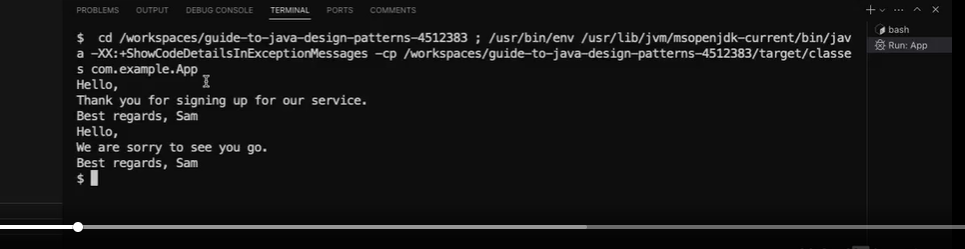 PROBLEMS OUTPUT DEBUG CONSOLE TERMINAL PORTS COMMENTS
$ cd /workspaces/guide-to-java-design-patterns-4512383 ; /usr/bin/env /usr/lib/jvm/msopenjdk-current/bin/jav
a -XX:+ShowCodeDetailsInExceptionMessages -cp /workspaces/guide-to-java-design-patterns-4512383/target/classe
s com.example.App
Hello,
Thank you for signing up for our service.
Best regards, Sam
Hello,
We are sorry to see you go.
Best regards, Sam
$
bash
Run: App